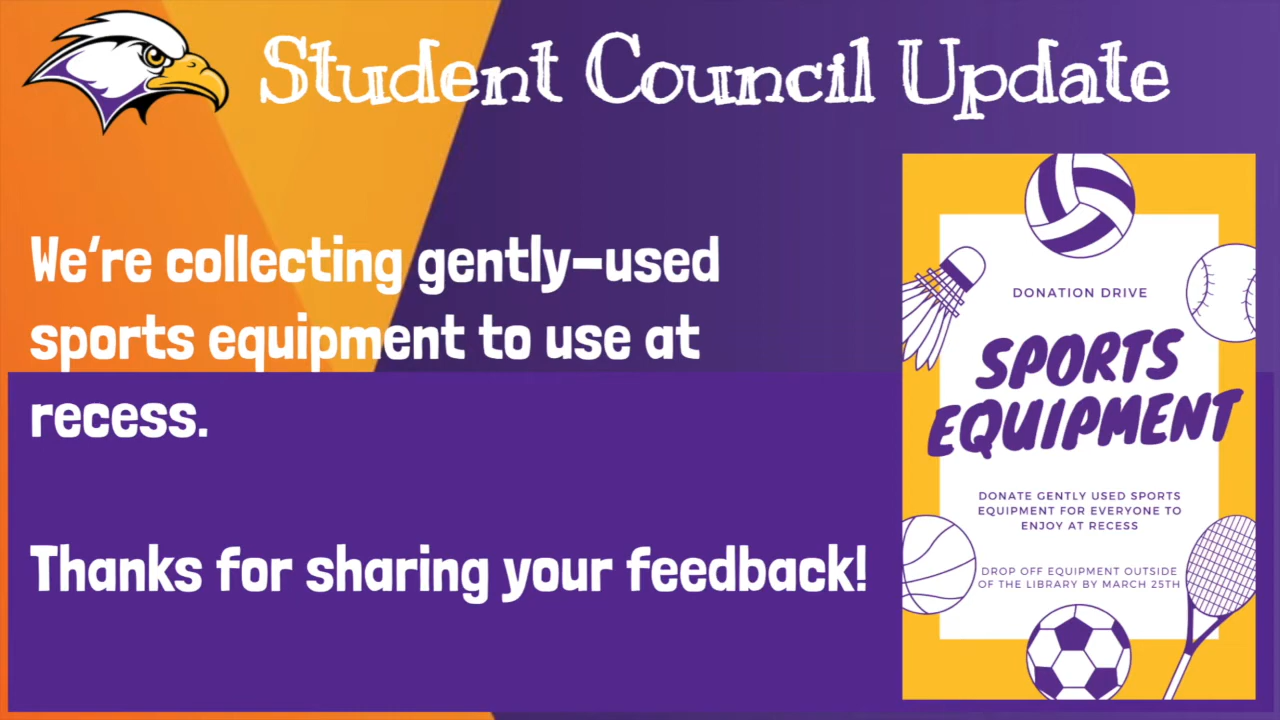 Student Council Update
We're collecting gently-used
sports equipment to use at
recess.
Thanks for sharing your feedback!
DONATION DRIVE
SPORTS
EQUIPMENT
DONATE GENTLY USED SPORTS
EQUIPMENT FOR EVERYONE TO
ENJOY AT RECESS
DROP OFF EQUIPMENT OUTSIDE
OF THE LIBRARY BY MARCH 25TH